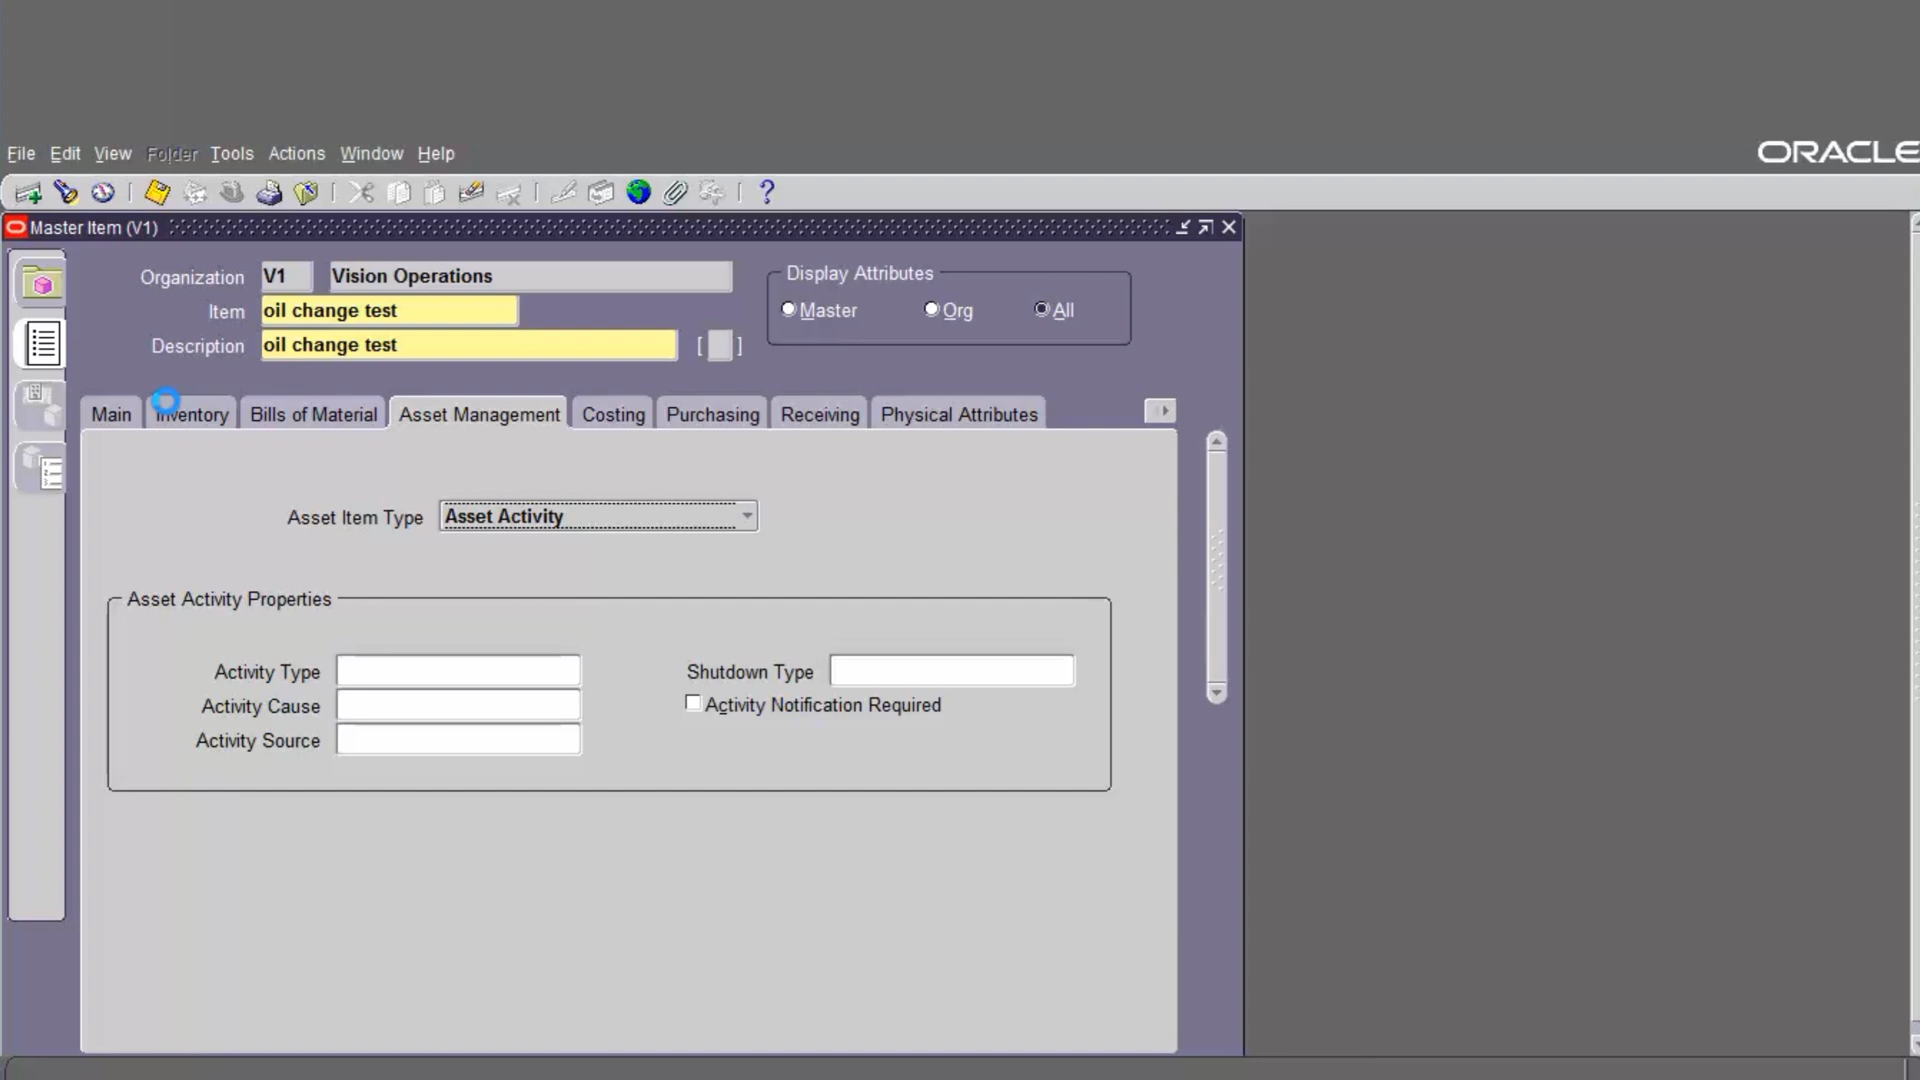 File Edit View Folder Tools Actions Window Help
ORACLE
Master Item (V1)
Organization V1 Vision Operations
Item oil change test
Description oil change test [ ]
Display Attributes
Master Org All
Main Inventory Bills of Material Asset Management Costing Purchasing Receiving Physical Attributes
Asset Item Type Asset Activity
Asset Activity Properties
Activity Type Shutdown Type
Activity Cause Activity Notification Required
Activity Source